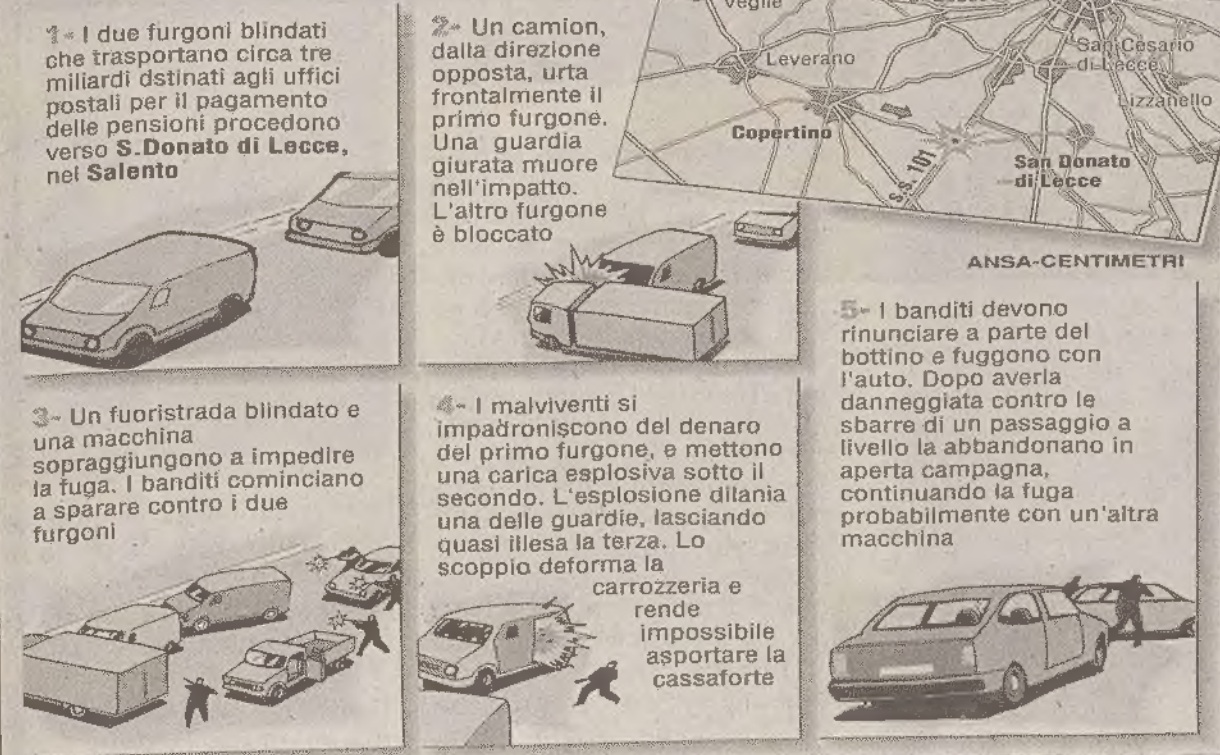 1- I due furgoni blindati
che trasportano circa tre
miliardi dstinati agli uffici
postali per il pagamento
delle pensioni procedono
verso S.Donato di Lecce,
nel Salento
2- Un camion,
dalla direzione
opposta, urta
frontalmente il
primo furgone.
Una guardia
giurata muore
nell'impatto.
L'altro furgone
è bloccato
Veglie
Leverano
Copertino
S.S. 101
San Cesario
di Lecce
Lizzanello
San Donato
di Lecce
ANSA-CENTIMETRI
3- Un fuoristrada blindato e
una macchina
sopraggiungono a impedire
la fuga. I banditi cominciano
a sparare contro i due
furgoni
4- I malviventi si
impadroniscono del denaro
del primo furgone, e mettono
una carica esplosiva sotto il
secondo. L'esplosione dilania
una delle guardie, lasciando
quasi illesa la terza. Lo
scoppio deforma la
carrozzeria e
rende
impossibile
asportare la
cassaforte
5- I banditi devono
rinunciare a parte del
bottino e fuggono con
l'auto. Dopo averla
danneggiata contro le
sbarre di un passaggio a
livello la abbandonano in
aperta campagna,
continuando la fuga
probabilmente con un'altra
macchina